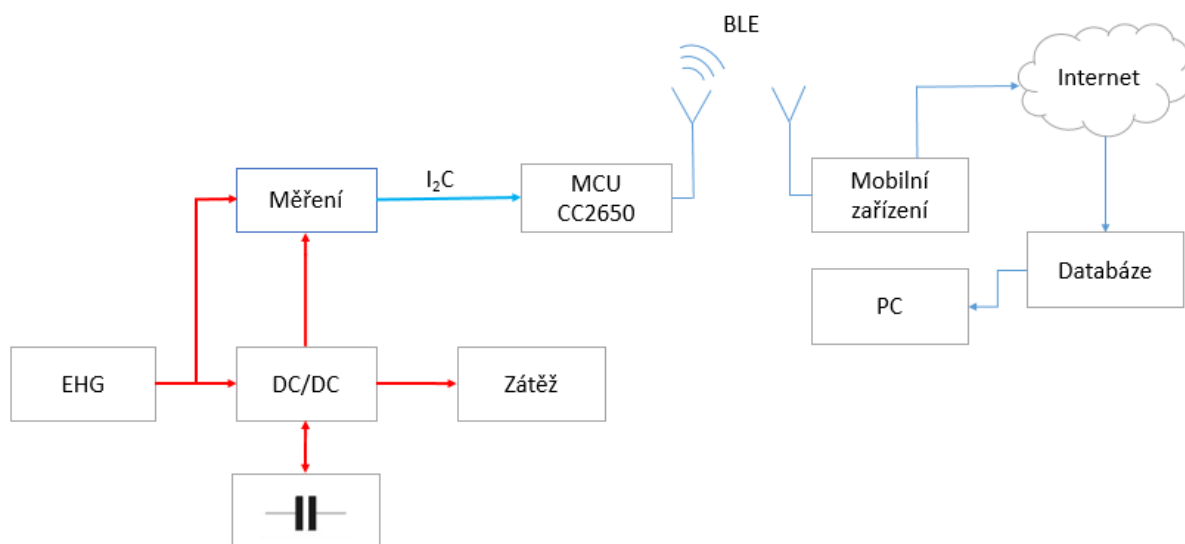 BLE
Internet
I₂C
Měření
MCU
CC2650
Mobilní
zařízení
Databáze
PC
EHG
DC/DC
Zátěž